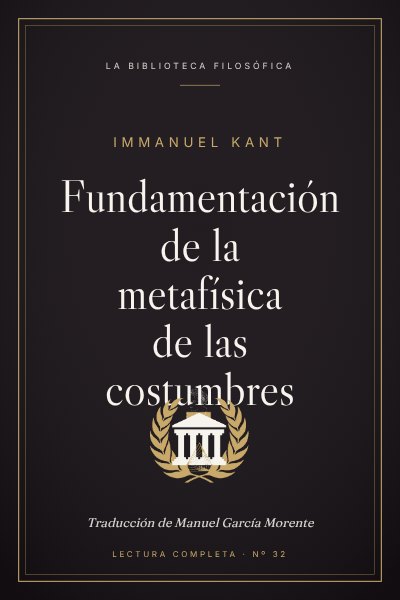 LA BIBLIOTECA FILOSÓFICA
IMMANUEL KANT
Fundamentación
de la
metafísica
de las
costumbres
Traducción de Manuel García Morente
LECTURA COMPLETA · Nº 32